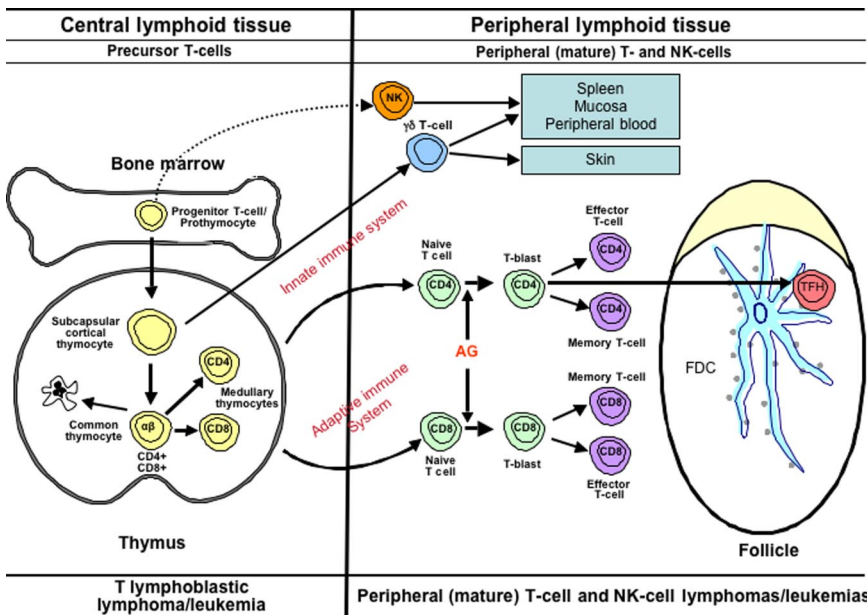 Central lymphoid tissue
Peripheral lymphoid tissue
Precursor T-cells
Peripheral (mature) T- and NK-cells
NK
γδ T-cell
Spleen
Mucosa
Peripheral blood
Skin
Bone marrow
Progenitor T-cell/
Prothymocyte
Innate immune system
Subcapsular
cortical
thymocyte
CD4
Medullary
thymocytes
Common
thymocyte
αβ
CD8
CD4+
CD8+
Thymus
Adaptive immune
System
Naive
T cell
CD4
T-blast
CD4
Effector
T-cell
CD4
CD4
Memory T-cell
AG
Memory T-cell
CD8
CD8
Naive
T cell
CD8
T-blast
CD8
Effector
T-cell
TFH
FDC
Follicle
T lymphoblastic
lymphoma/leukemia
Peripheral (mature) T-cell and NK-cell lymphomas/leukemias